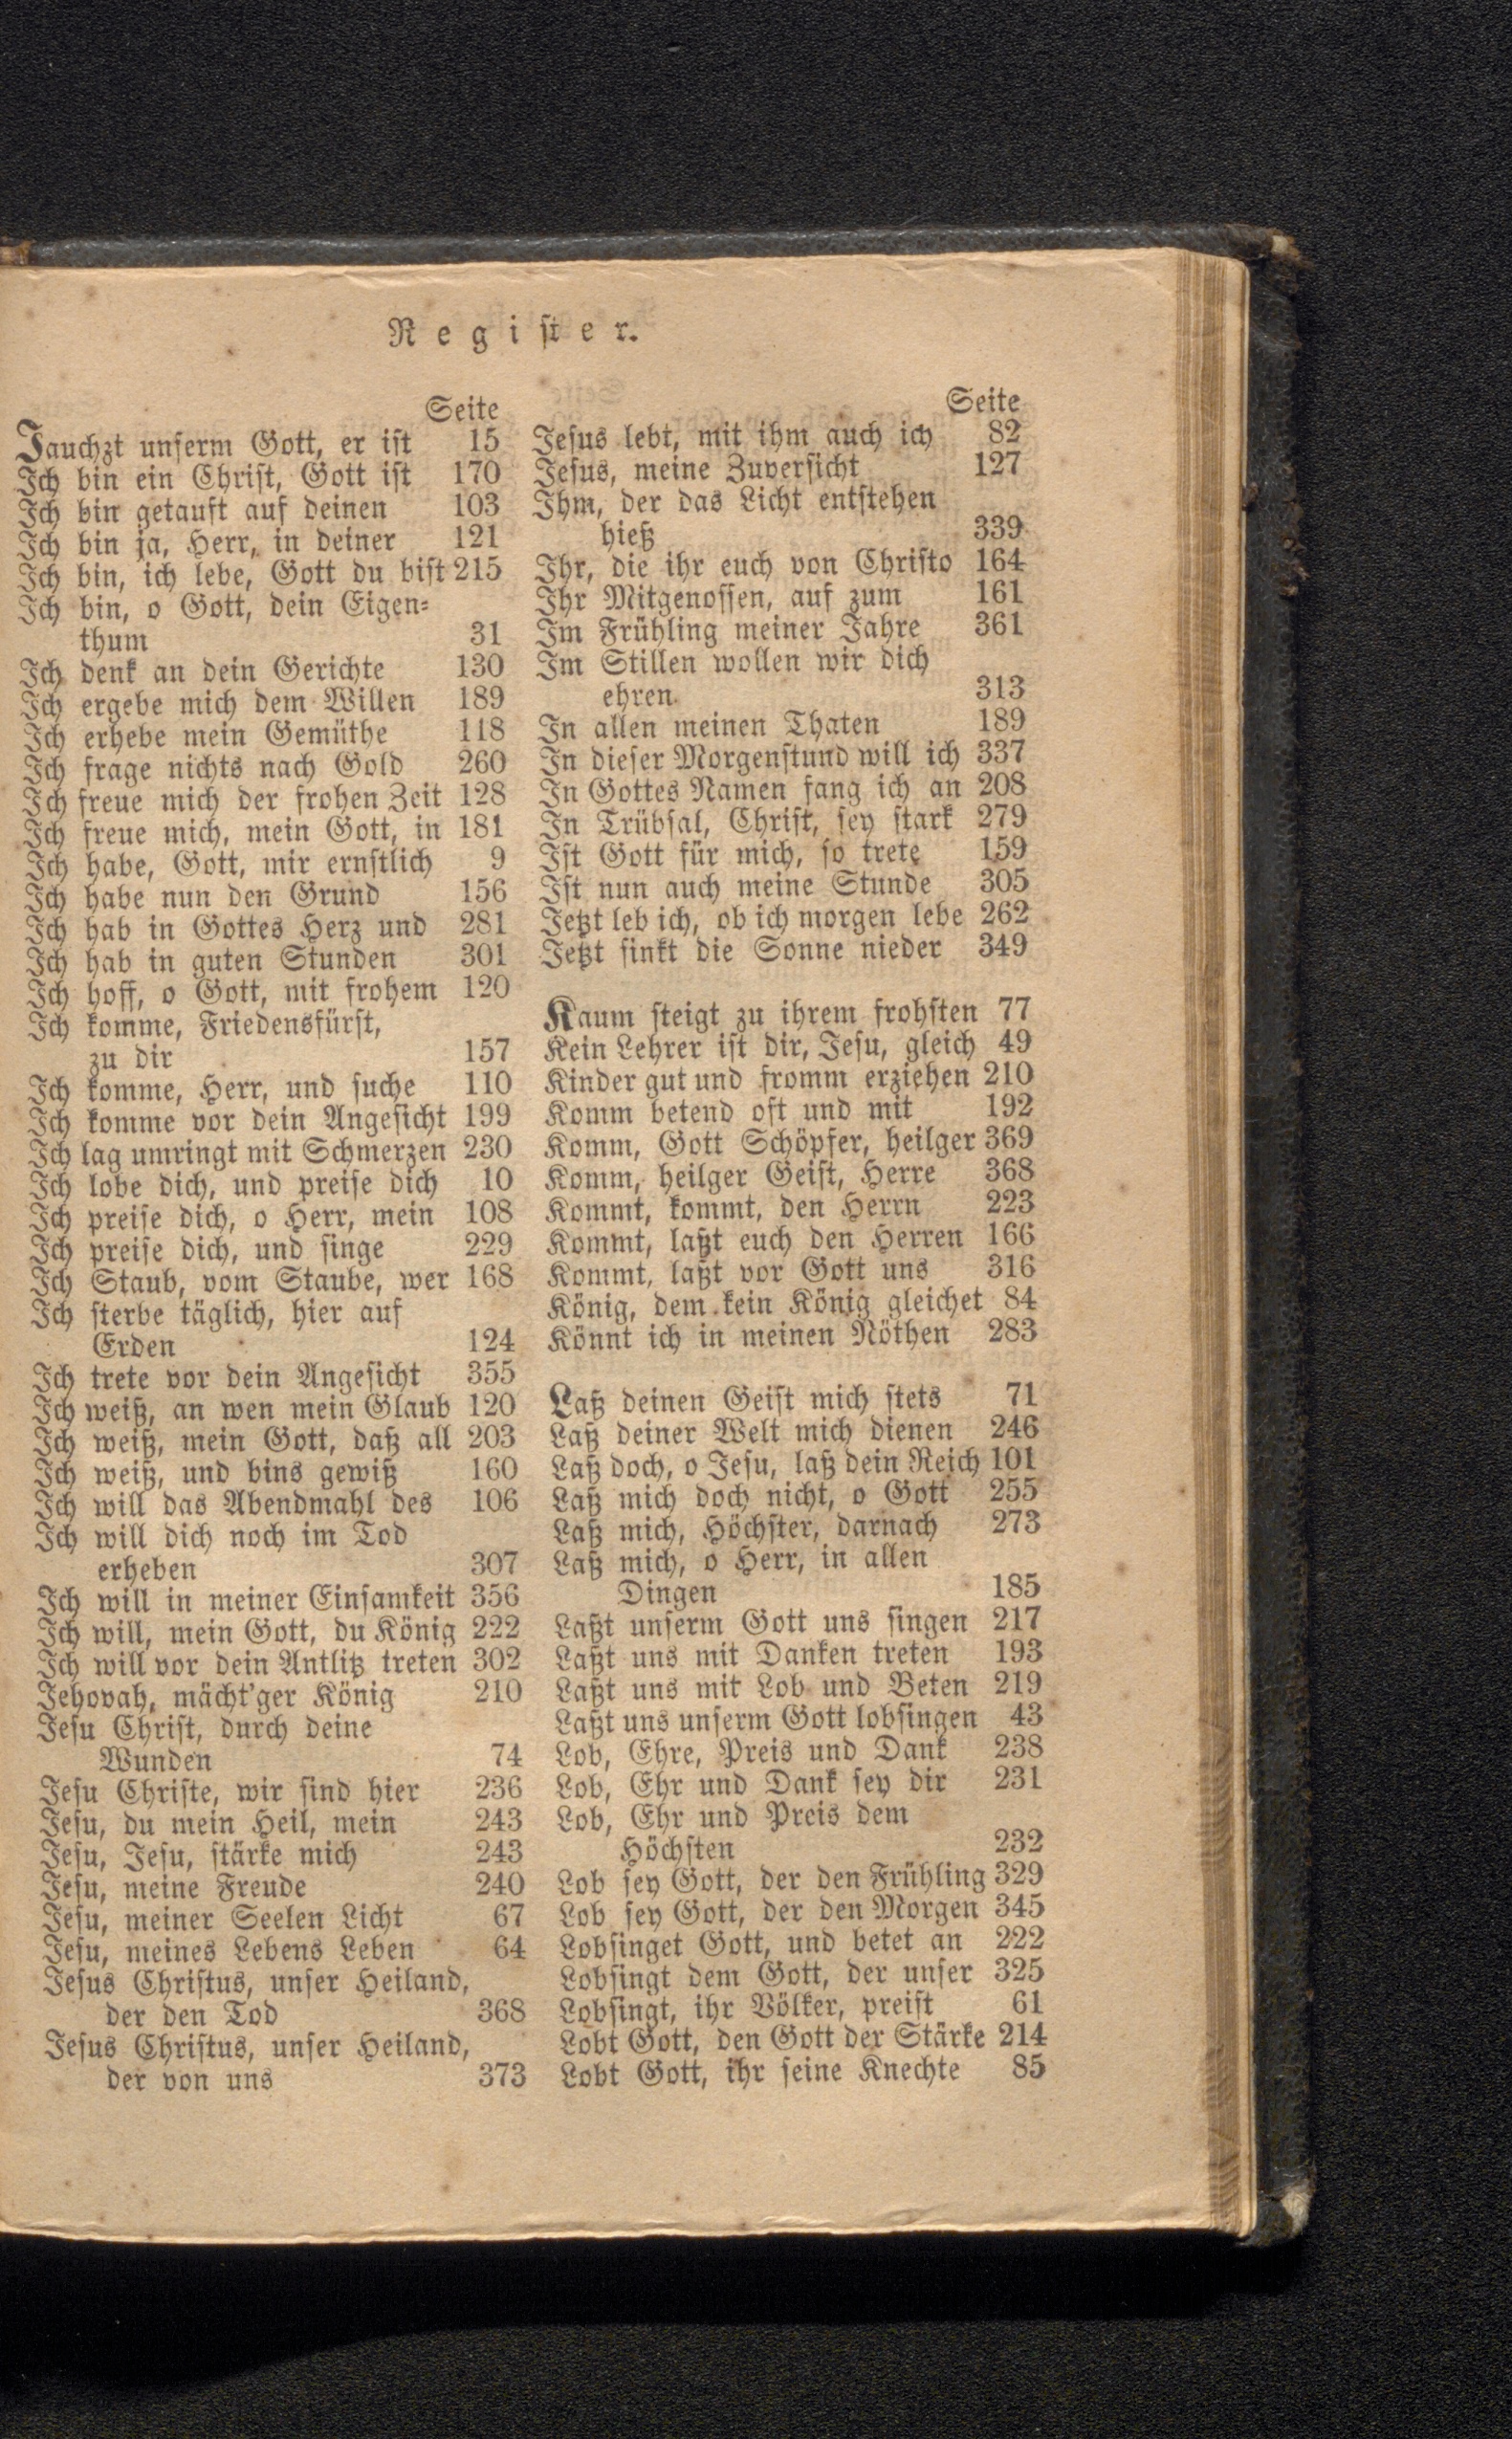 Register.
Seite
Jauchzt unserm Gott, er ist 15
Ich bin ein Christ, Gott ist 170
Ich bin getauft auf deinen 103
Ich bin ja, Herr, in deiner 121
Ich bin, ich lebe, Gott du bist 215
Ich bin, o Gott, dein Eigen-
thum 31
Ich denk an dein Gerichte 130
Ich ergebe mich dem Willen 189
Ich erhebe mein Gemüthe 118
Ich frage nichts nach Gold 260
Ich freue mich der frohen Zeit 128
Ich freue mich, mein Gott, in 181
Ich habe, Gott, mir ernstlich 9
Ich habe nun den Grund 156
Ich hab in Gottes Herz und 281
Ich hab in guten Stunden 301
Ich hoff, o Gott, mit frohem 120
Ich komme, Friedensfürst,
zu dir 157
Ich komme, Herr, und suche 110
Ich komme vor dein Angesicht 199
Ich lag umringt mit Schmerzen 230
Ich lobe dich, und preise dich 10
Ich preise dich, o Herr, mein 108
Ich preise dich, und singe 229
Ich Staub, vom Staube, wer 168
Ich sterbe täglich, hier auf
Erden 124
Ich trete vor dein Angesicht 355
Ich weiß, an wen mein Glaub 120
Ich weiß, mein Gott, daß all 203
Ich weiß, und bins gewiß 160
Ich will das Abendmahl des 106
Ich will dich noch im Tod
erheben 307
Ich will in meiner Einsamkeit 356
Ich will, mein Gott, du König 222
Ich will vor dein Antlitz treten 302
Jehovah, mächt'ger König 210
Jesu Christ, durch deine
Wunden 74
Jesu Christe, wir sind hier 236
Jesu, du mein Heil, mein 243
Jesu, Jesu, stärke mich 243
Jesu, meine Freude 240
Jesu, meiner Seelen Licht 67
Jesu, meines Lebens Leben 64
Jesus Christus, unser Heiland,
der den Tod 368
Jesus Christus, unser Heiland,
der von uns 373
Seite
Jesus lebt, mit ihm auch ich 82
Jesus, meine Zuversicht 127
Ihm, der das Licht entstehen
hieß 339
Ihr, die ihr euch von Christo 164
Ihr Mitgenossen, auf zum 161
Im Frühling meiner Jahre 361
Im Stillen wollen wir dich
ehren 313
In allen meinen Thaten 189
In dieser Morgenstund will ich 337
In Gottes Namen fang ich an 208
In Trübsal, Christ, sey stark 279
Ist Gott für mich, so trete 159
Ist nun auch meine Stunde 305
Jetzt leb ich, ob ich morgen lebe 262
Jetzt sinkt die Sonne nieder 349
Kaum steigt zu ihrem frohsten 77
Kein Lehrer ist dir, Jesu, gleich 49
Kinder gut und fromm erziehen 210
Komm betend oft und mit 192
Komm, Gott Schöpfer, heilger 369
Komm, heilger Geist, Herre 368
Kommt, kommt, den Herrn 223
Kommt, laßt euch den Herren 166
Kommt, laßt vor Gott uns 316
König, dem kein König gleichet 84
Könnt ich in meinen Nöthen 283
Laß deinen Geist mich stets 71
Laß deiner Welt mich dienen 246
Laß doch, o Jesu, laß dein Reich 101
Laß mich doch nicht, o Gott 255
Laß mich, Höchster, darnach 273
Laß mich, o Herr, in allen
Dingen 185
Laßt unserm Gott uns singen 217
Laßt uns mit Danken treten 193
Laßt uns mit Lob und Beten 219
Laßt uns unserm Gott lobsingen 43
Lob, Ehre, Preis und Dank 238
Lob, Ehr und Dank sey dir 231
Lob, Ehr und Preis dem
Höchsten 232
Lob sey Gott, der den Frühling 329
Lob sey Gott, der den Morgen 345
Lobsinget Gott, und betet an 222
Lobsingt dem Gott, der unser 325
Lobsingt, ihr Völker, preist 61
Lobt Gott, den Gott der Stärke 214
Lobt Gott, ihr seine Knechte 85